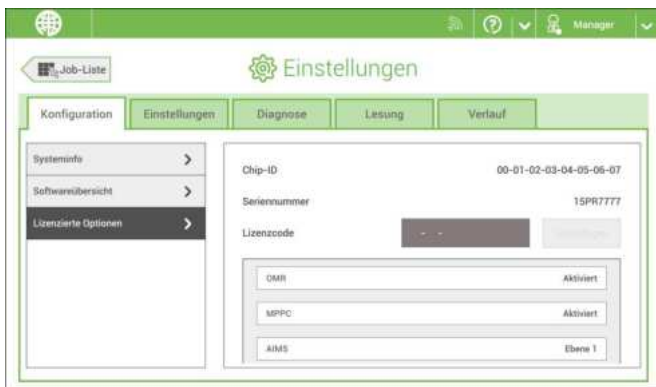 Manager
Job-Liste
Einstellungen
Konfiguration Einstellungen Diagnose Lesung Verlauf
Systeminfo
Softwareübersicht
Lizenzierte Optionen
Chip-ID 00-01-02-03-04-05-06-07
Seriennummer 15PR7777
Lizenzcode - -
OMR Aktiviert
MPPC Aktiviert
AIMS Ebene 1